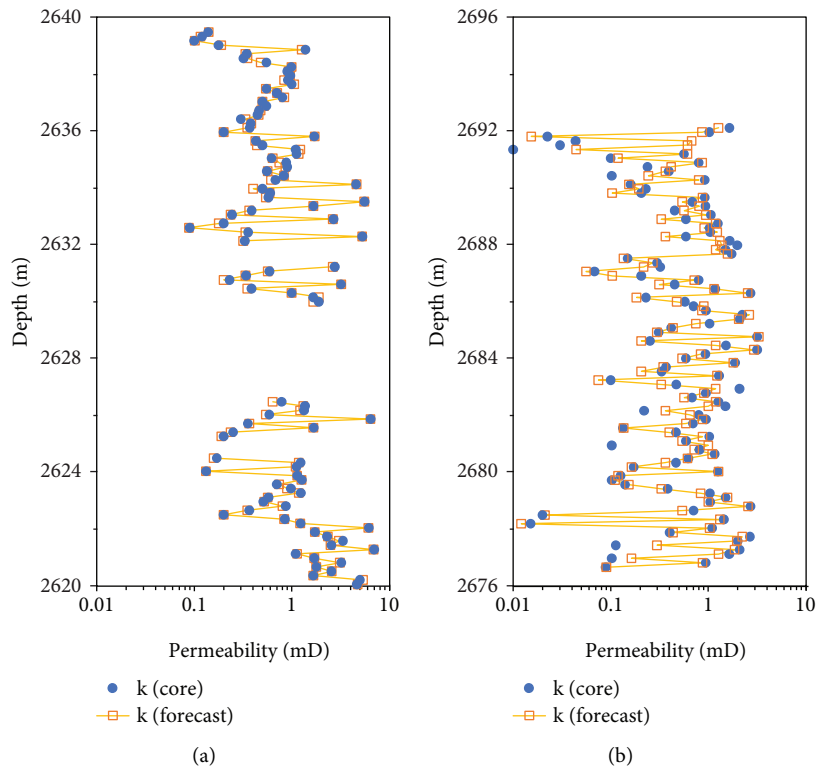 2640
2636
2632
2628
2624
2620
Depth (m)
0.01
0.1
1
10
Permeability (mD)
k (core)
k (forecast)
(a)
2696
2692
2688
2684
2680
2676
Depth (m)
0.01
0.1
1
10
Permeability (mD)
k (core)
k (forecast)
(b)